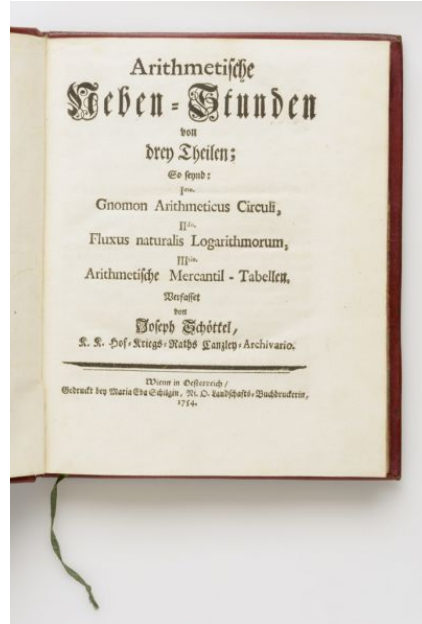 Arithmetische
Neben-Stunden
von
drey Theilen;
So seynd:
Imo.
Gnomon Arithmeticus Circuli,
IIdo.
Fluxus naturalis Logarithmorum,
IIItio.
Arithmetische Mercantil-Tabellen.
Verfasset
von
Joseph Schöttel,
K. K. Hof-Kriegs-Raths Canzley-Archivario.
Wienn in Oesterreich /
Gedruckt bey Maria Eva Schilgin, Ni. O. Landschafts-Buchdruckerin,
1754.